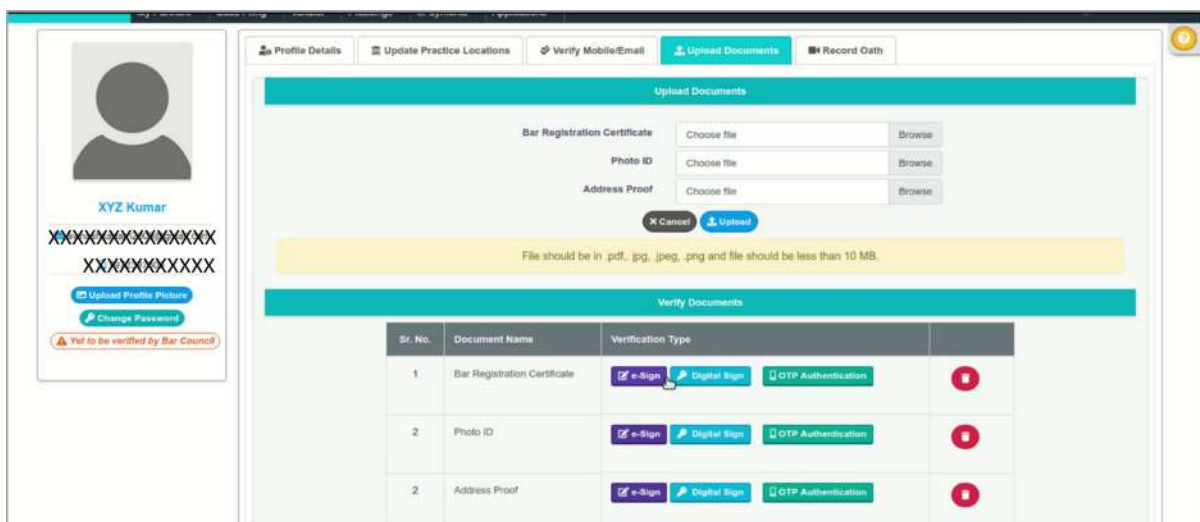 Profile Details
Update Practice Locations
Verify Mobile/Email
Upload Documents
Record Oath
XYZ Kumar
XXXXXXXXXX
Upload Profile Picture
Change Password
Yet to be verified by Bar Council
Upload Documents
Bar Registration Certificate Choose file Browse
Photo ID Choose file Browse
Address Proof Choose file Browse
Cancel Upload
File should be in .pdf,. jpg, .jpeg, .png and file should be less than 10 MB.
Verify Documents
Sr. No. Document Name Verification Type
1 Bar Registration Certificate e-Sign Digital Sign OTP Authentication
2 Photo ID e-Sign Digital Sign OTP Authentication
2 Address Proof e-Sign Digital Sign OTP Authentication